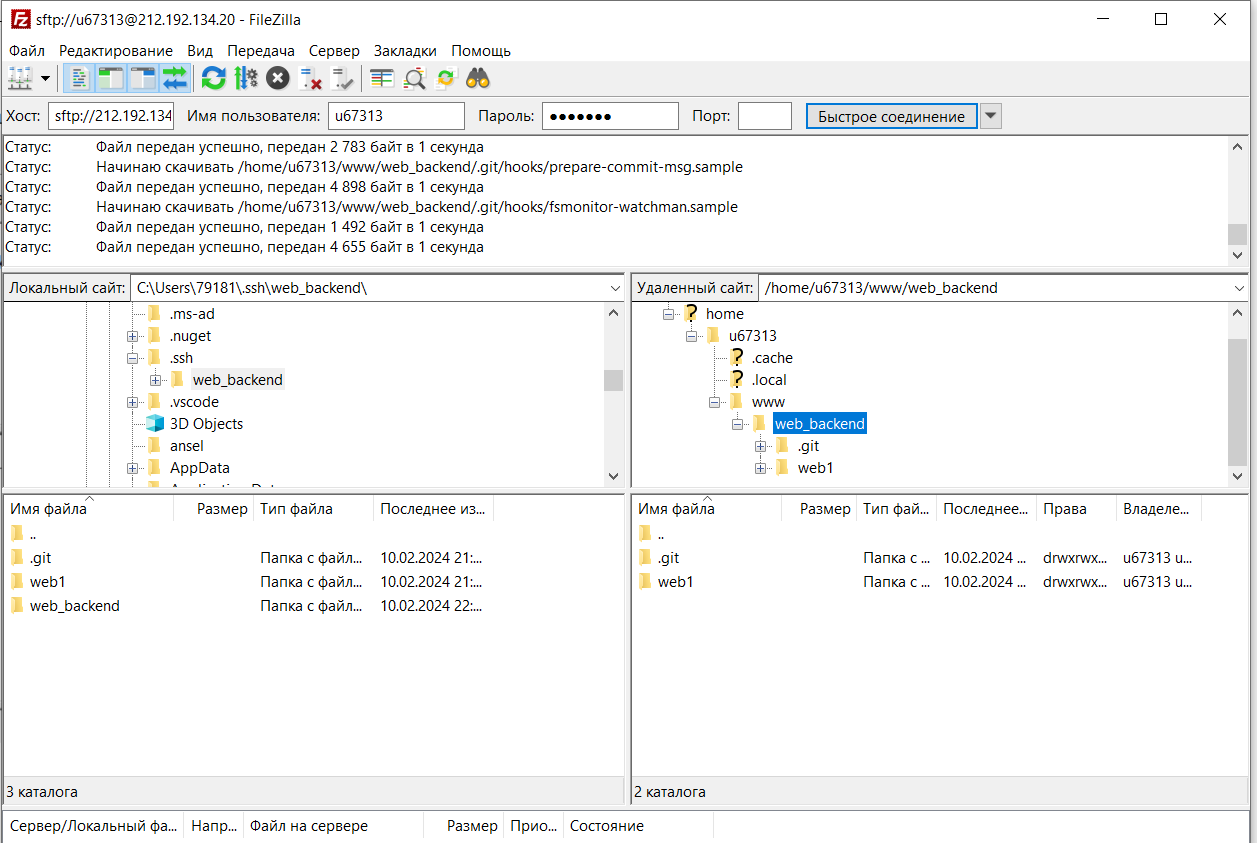 sftp://u67313@212.192.134.20 - FileZilla
Файл Редактирование Вид Передача Сервер Закладки Помощь
Хост: sftp://212.192.134 Имя пользователя: u67313 Пароль: ●●●●●●● Порт: Быстрое соединение
Статус: Файл передан успешно, передан 2 783 байт в 1 секунда
Статус: Начинаю скачивать /home/u67313/www/web_backend/.git/hooks/prepare-commit-msg.sample
Статус: Файл передан успешно, передан 4 898 байт в 1 секунда
Статус: Начинаю скачивать /home/u67313/www/web_backend/.git/hooks/fsmonitor-watchman.sample
Статус: Файл передан успешно, передан 1 492 байт в 1 секунда
Статус: Файл передан успешно, передан 4 655 байт в 1 секунда
Локальный сайт: C:\Users\79181\.ssh\web_backend\
.ms-ad
.nuget
.ssh
web_backend
.vscode
3D Objects
ansel
AppData
Имя файла Размер Тип файла Последнее из...
..
.git Папка с файл... 10.02.2024 21:...
web1 Папка с файл... 10.02.2024 21:...
web_backend Папка с файл... 10.02.2024 22:...
3 каталога
Удаленный сайт: /home/u67313/www/web_backend
home
u67313
.cache
.local
www
web_backend
.git
web1
Имя файла Размер Тип фай... Последнее... Права Владеле...
..
.git Папка с ... 10.02.2024 ... drwxrwx... u67313 u...
web1 Папка с ... 10.02.2024 ... drwxrwx... u67313 u...
2 каталога
Сервер/Локальный фа... Напр... Файл на сервере Размер Прио... Состояние